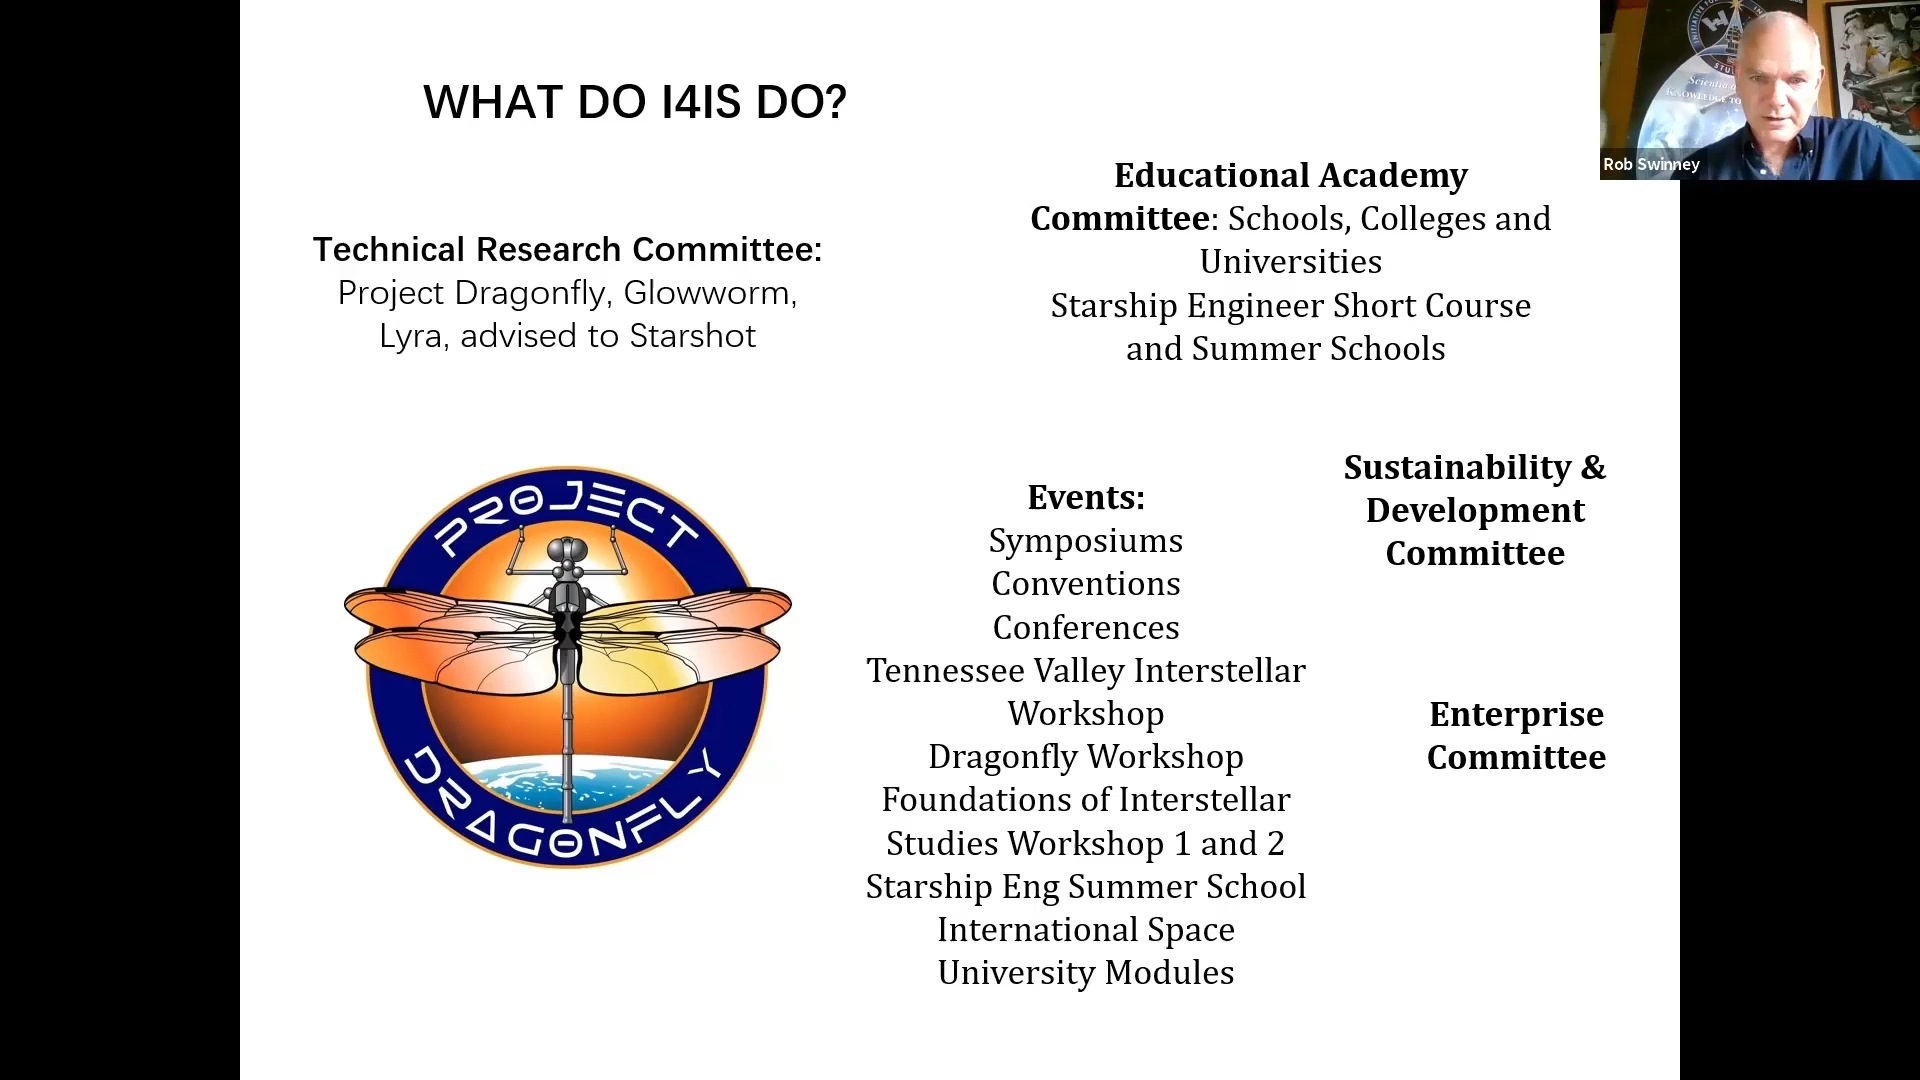 WHAT DO I4IS DO?
Technical Research Committee:
Project Dragonfly, Glowworm,
Lyra, advised to Starshot
PROJECT
DRAGONFLY
Educational Academy
Committee: Schools, Colleges and
Universities
Starship Engineer Short Course
and Summer Schools
Events:
Symposiums
Conventions
Conferences
Tennessee Valley Interstellar
Workshop
Dragonfly Workshop
Foundations of Interstellar
Studies Workshop 1 and 2
Starship Eng Summer School
International Space
University Modules
Sustainability &
Development
Committee
Enterprise
Committee
Scientia
KNOWLEDGE TO
Rob Swinney